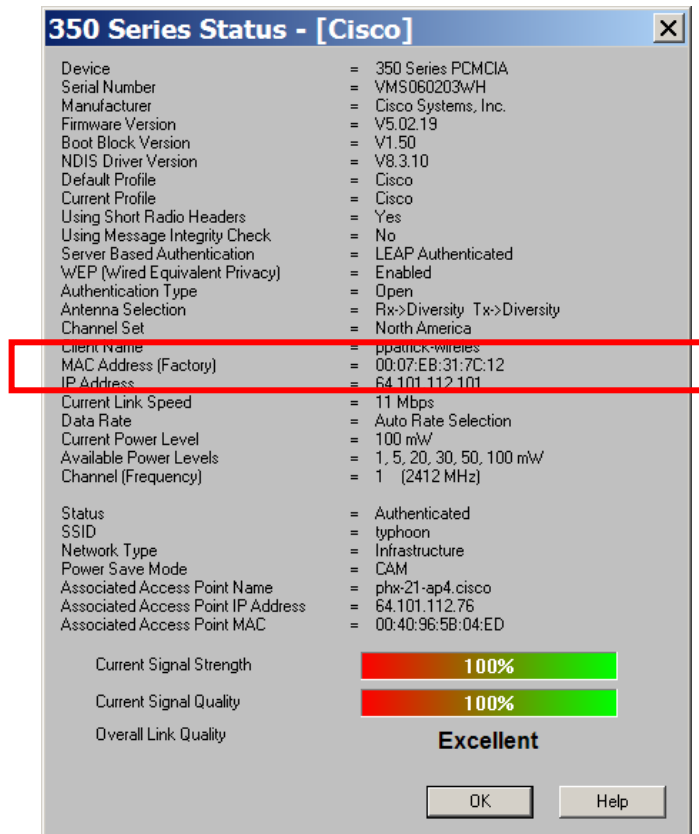 350 Series Status - [Cisco]
Device = 350 Series PCMCIA
Serial Number = VMS060203WH
Manufacturer = Cisco Systems, Inc.
Firmware Version = V5.02.19
Boot Block Version = V1.50
NDIS Driver Version = V8.3.10
Default Profile = Cisco
Current Profile = Cisco
Using Short Radio Headers = Yes
Using Message Integrity Check = No
Server Based Authentication = LEAP Authenticated
WEP (Wired Equivalent Privacy) = Enabled
Authentication Type = Open
Antenna Selection = Rx->Diversity Tx->Diversity
Channel Set = North America
Client Name = ppatrick-wireles
MAC Address (Factory) = 00:07:EB:31:7C:12
IP Address = 64.101.112.101
Current Link Speed = 11 Mbps
Data Rate = Auto Rate Selection
Current Power Level = 100 mW
Available Power Levels = 1, 5, 20, 30, 50, 100 mW
Channel (Frequency) = 1 (2412 MHz)
Status = Authenticated
SSID = typhoon
Network Type = Infrastructure
Power Save Mode = CAM
Associated Access Point Name = phx-21-ap4.cisco
Associated Access Point IP Address = 64.101.112.76
Associated Access Point MAC = 00:40:96:5B:04:ED
Current Signal Strength 100%
Current Signal Quality 100%
Overall Link Quality Excellent
OK Help